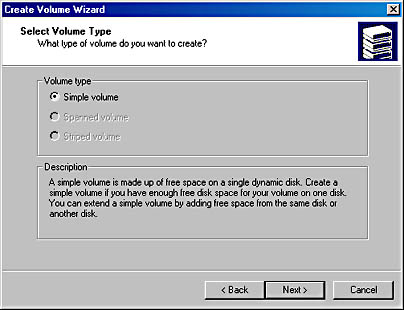 Create Volume Wizard
Select Volume Type
What type of volume do you want to create?
Volume type
Simple volume
Spanned volume
Striped volume
Description
A simple volume is made up of free space on a single dynamic disk. Create a
simple volume if you have enough free disk space for your volume on one disk.
You can extend a simple volume by adding free space from the same disk or
another disk.
< Back Next > Cancel